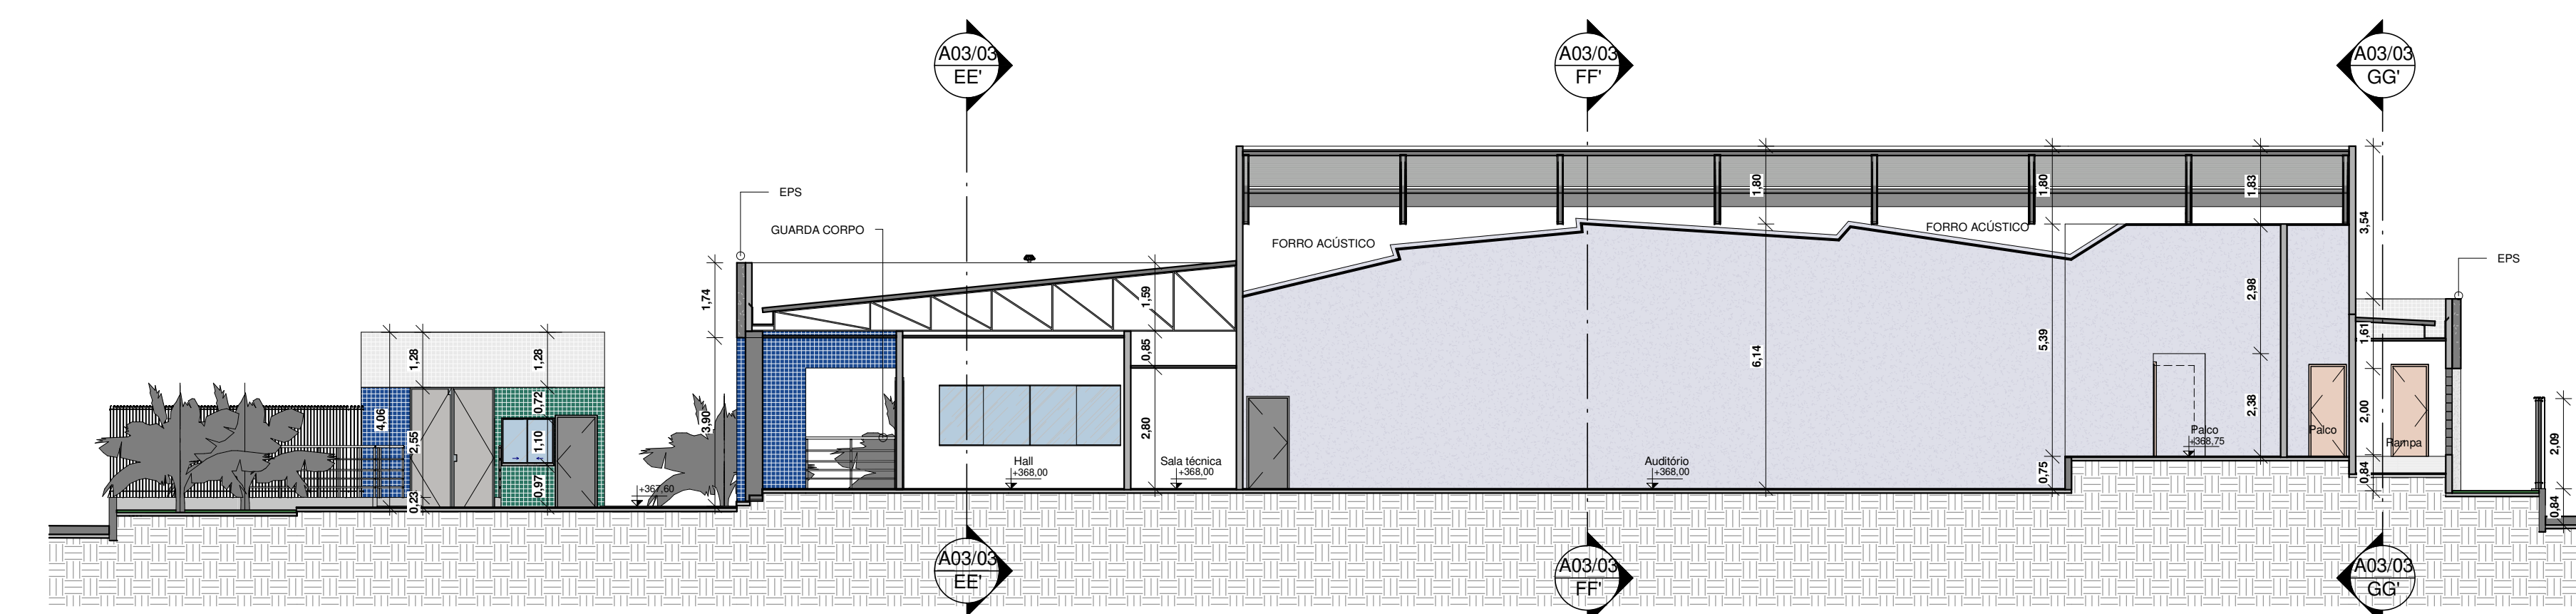 A03/03
EE'
A03/03
FF'
A03/03
GG'
EPS
GUARDA CORPO
FORRO ACÚSTICO
FORRO ACÚSTICO
EPS
1,80
1,80
1,83
3,54
1,74
1,59
0,85
2,80
3,90
1,28
1,28
4,06
2,55
0,23
0,72
1,10
0,97
6,14
5,39
0,75
2,98
2,38
1,61
2,00
0,84
2,09
0,84
+367,60
Hall
+368,00
Sala técnica
+368,00
Auditório
+368,00
Palco
+368,75
Palco
Rampa
A03/03
EE'
A03/03
FF'
A03/03
GG'